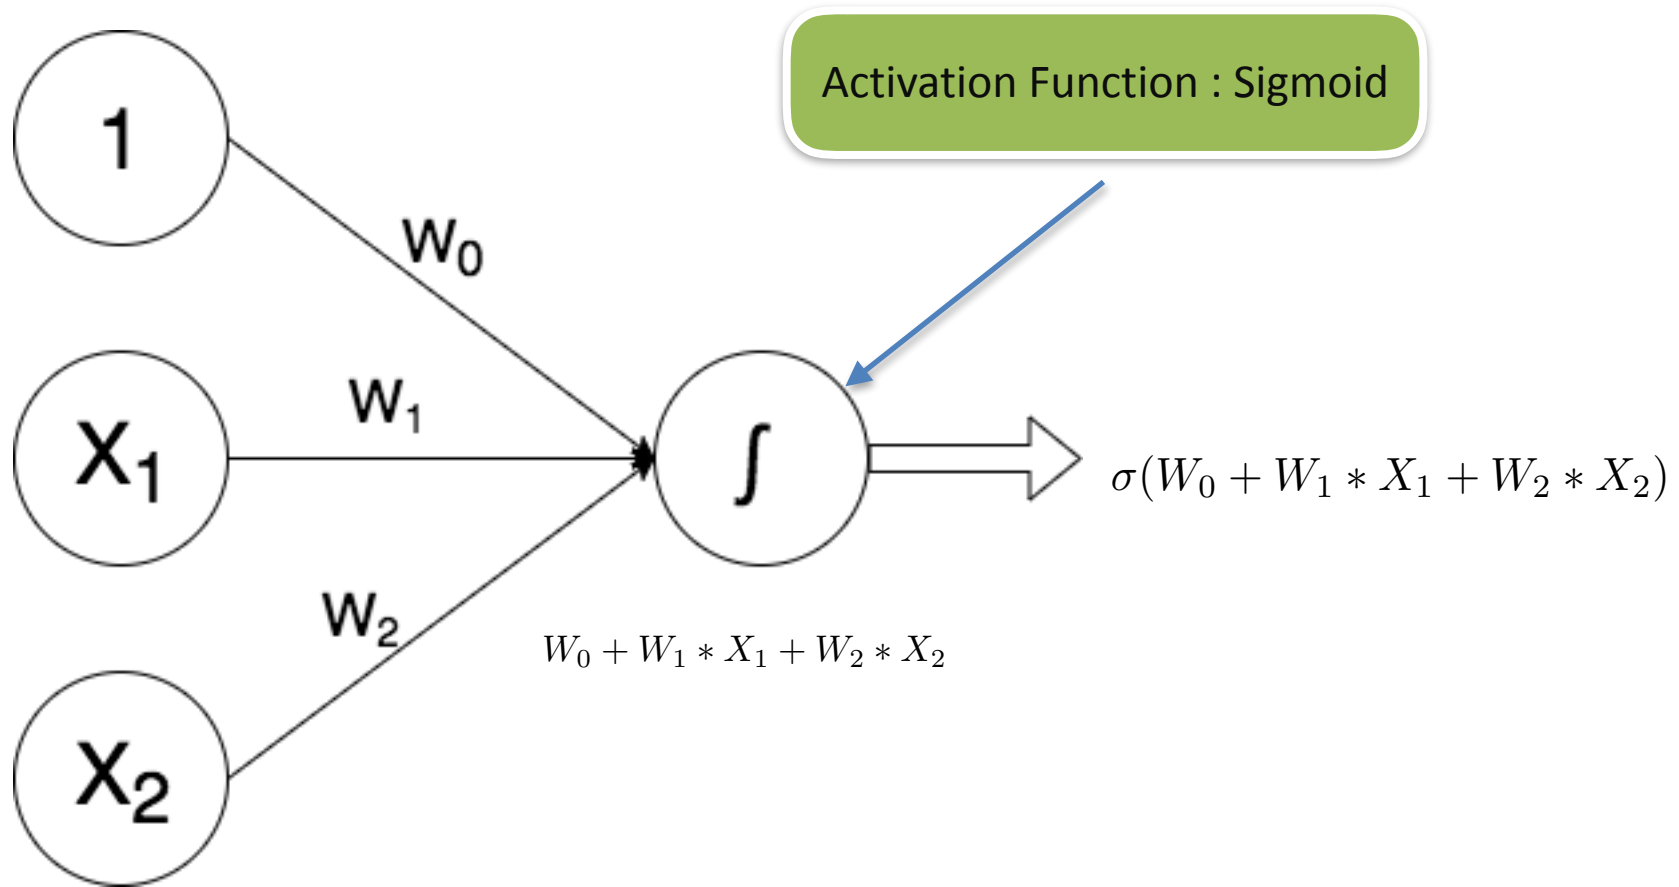 Activation Function : Sigmoid
1
W₀
W₁
X₁
∫
σ(W₀ + W₁ * X₁ + W₂ * X₂)
W₂
W₀ + W₁ * X₁ + W₂ * X₂
X₂